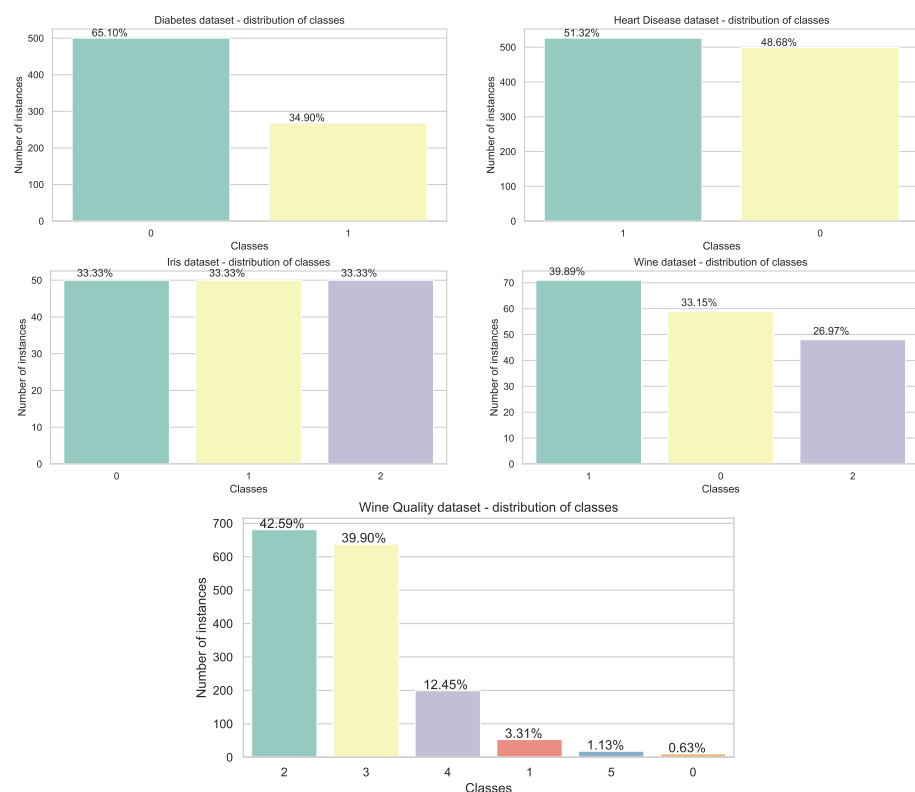 Diabetes dataset - distribution of classes
65.10%
34.90%
500
400
300
200
100
0
Number of instances
0 1
Classes
Heart Disease dataset - distribution of classes
51.32%
48.68%
500
400
300
200
100
0
Number of instances
1 0
Classes
Iris dataset - distribution of classes
33.33% 33.33% 33.33%
50
40
30
20
10
0
Number of instances
0 1 2
Classes
Wine dataset - distribution of classes
39.89%
33.15%
26.97%
70
60
50
40
30
20
10
0
Number of instances
1 0 2
Classes
Wine Quality dataset - distribution of classes
42.59%
39.90%
12.45%
3.31%
1.13%
0.63%
700
600
500
400
300
200
100
0
Number of instances
2 3 4 1 5 0
Classes